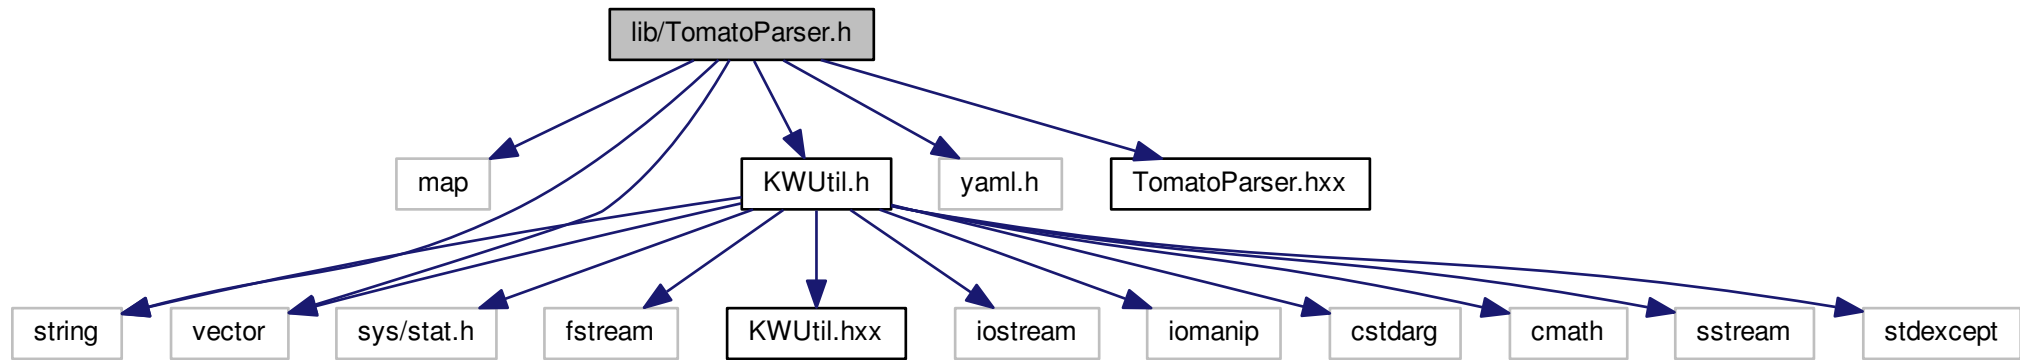 lib/TomatoParser.h
map
KWUtil.h
yaml.h
TomatoParser.hxx
string
vector
sys/stat.h
fstream
KWUtil.hxx
iostream
iomanip
cstdarg
cmath
sstream
stdexcept